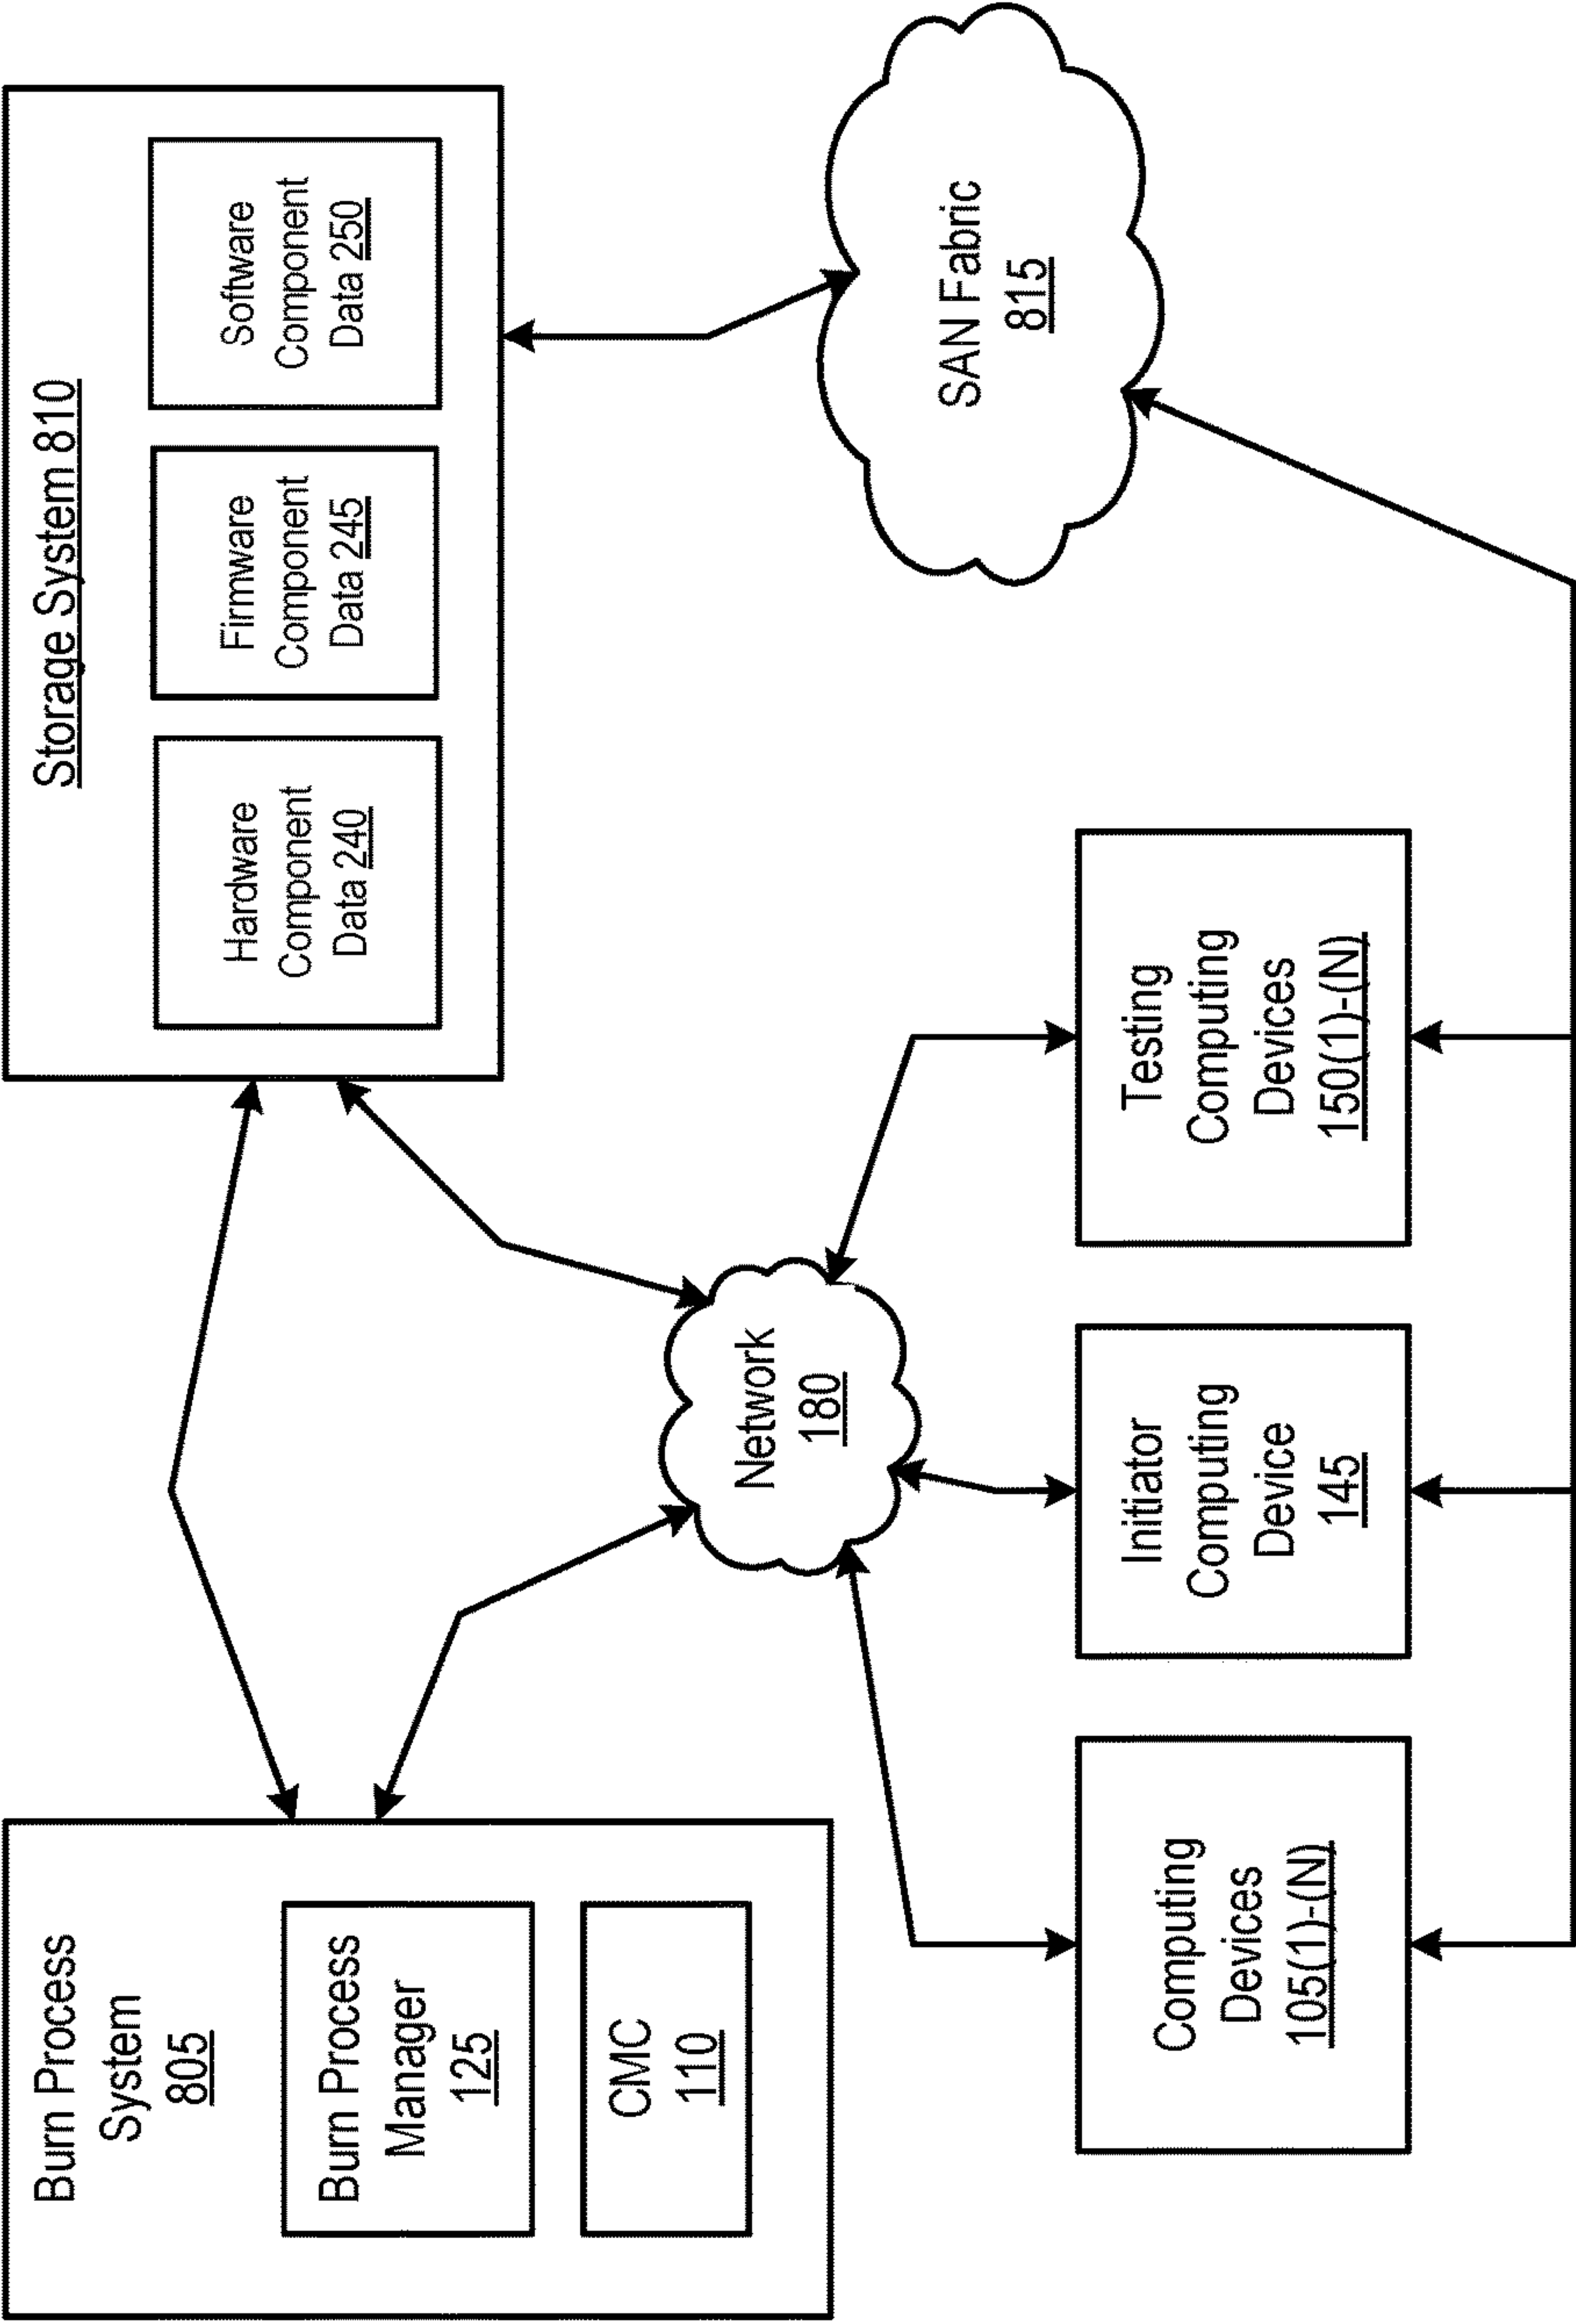 Burn Process
System
805
Burn Process
Manager
125
CMC
110
Storage System 810
Hardware
Component
Data 240
Firmware
Component
Data 245
Software
Component
Data 250
Network
180
SAN Fabric
815
Computing
Devices
105(1)-(N)
Initiator
Computing
Device
145
Testing
Computing
Devices
150(1)-(N)